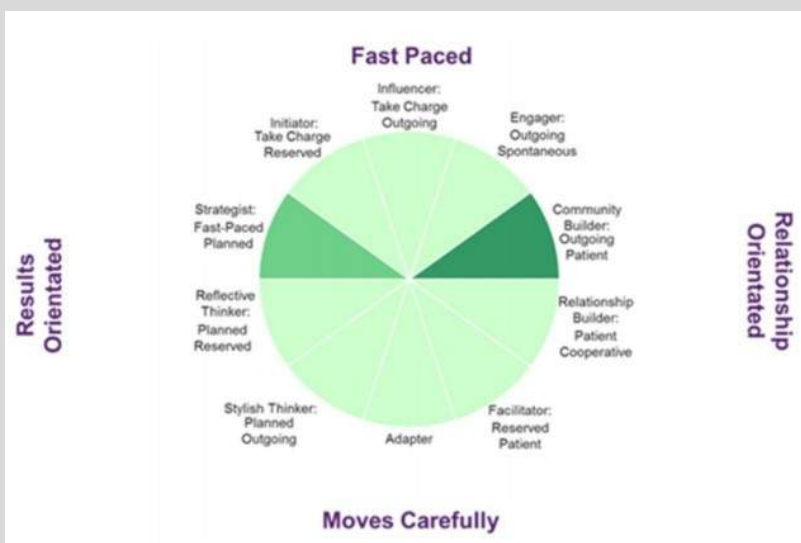 Fast Paced
Influencer:
Take Charge
Outgoing
Initiator:
Take Charge
Reserved
Engager:
Outgoing
Spontaneous
Strategist:
Fast-Paced
Planned
Community
Builder:
Outgoing
Patient
Results
Orientated
Relationship
Orientated
Reflective
Thinker:
Planned
Reserved
Relationship
Builder:
Patient
Cooperative
Stylish Thinker:
Planned
Outgoing
Adapter
Facilitator:
Reserved
Patient
Moves Carefully